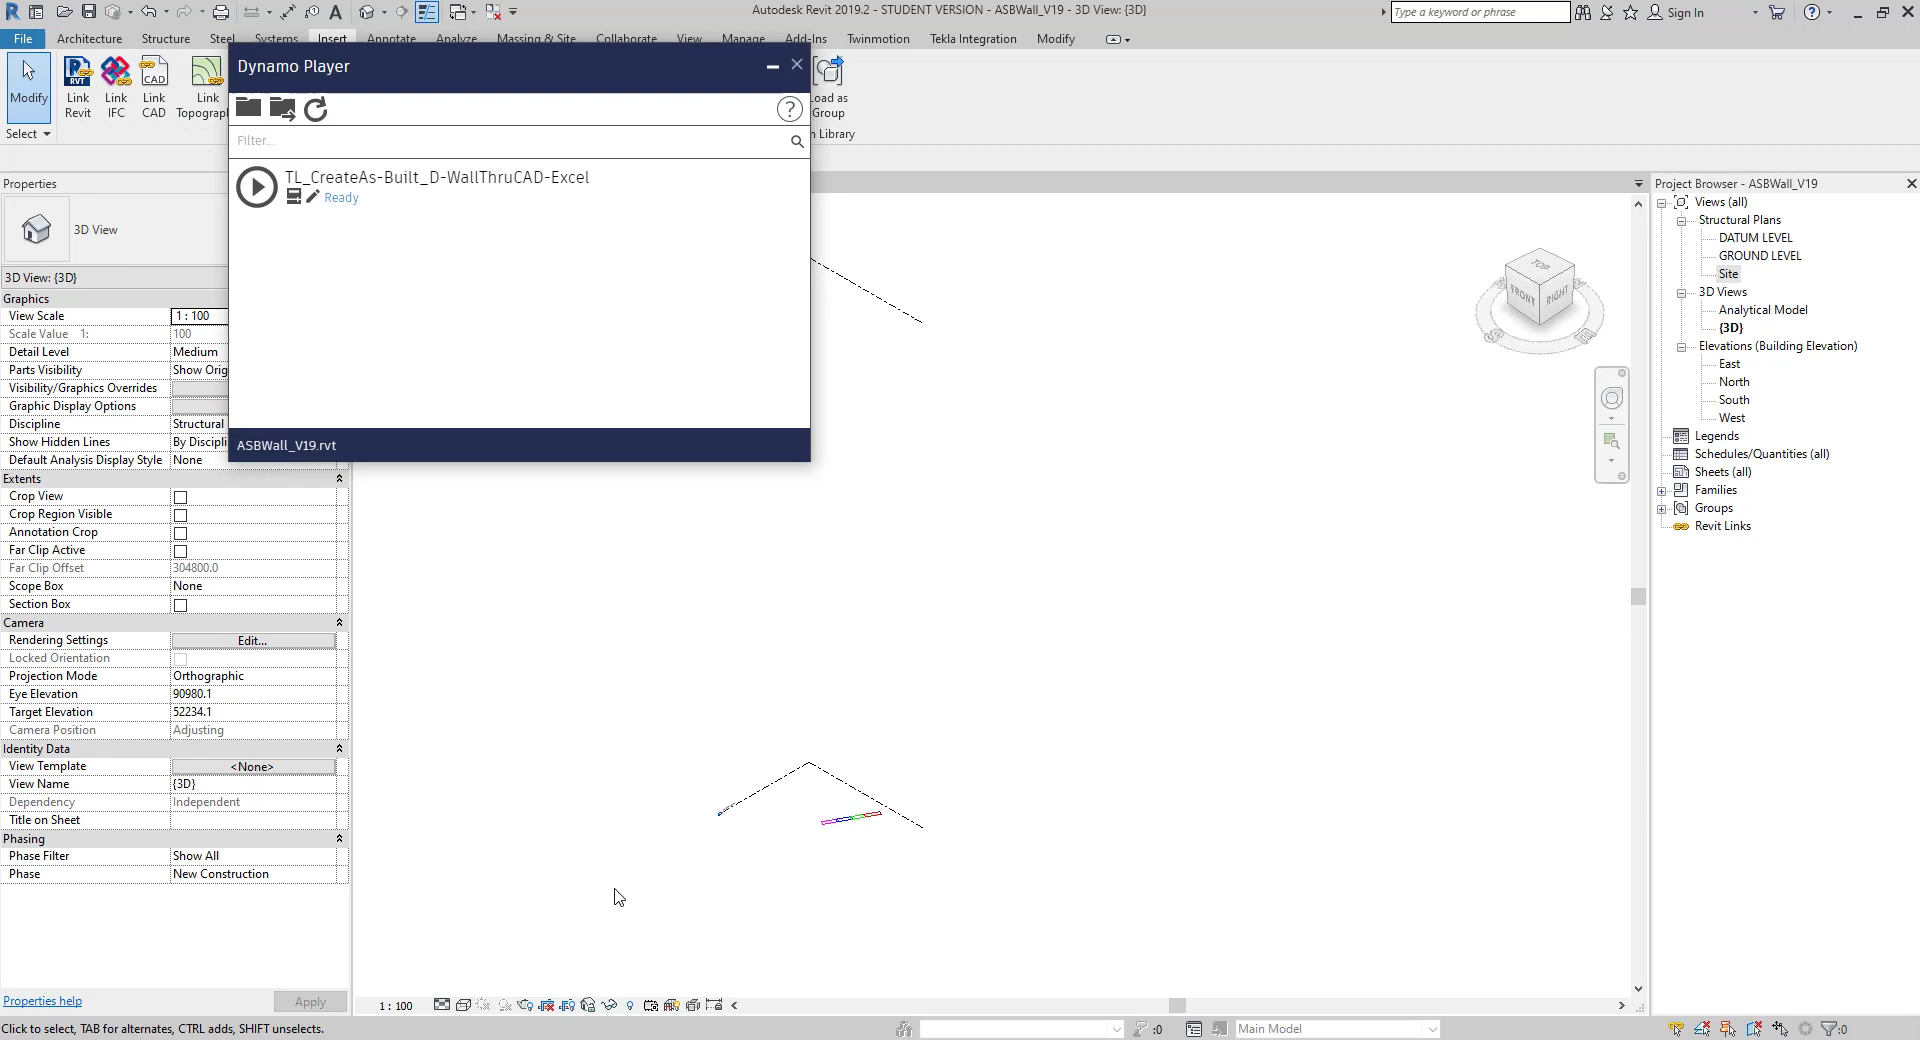 Autodesk Revit 2019.2 - STUDENT VERSION - ASBWall_V19 - 3D View: {3D}
Type a keyword or phrase
Sign In
File Architecture Structure Steel Systems Insert Annotate Analyze Massing & Site Collaborate View Manage Add-Ins Twinmotion Tekla Integration Modify
Modify
Select
Link Revit
Link IFC
Link CAD
Link Topograph
Load as Group
Library
Dynamo Player
Filter...
TL_CreateAs-Built_D-WallThruCAD-Excel
Ready
ASBWall_V19.rvt
Properties
3D View
3D View: {3D}
Graphics
View Scale 1 : 100
Scale Value 1: 100
Detail Level Medium
Parts Visibility Show Orig
Visibility/Graphics Overrides
Graphic Display Options
Discipline Structural
Show Hidden Lines By Discipli
Default Analysis Display Style None
Extents
Crop View
Crop Region Visible
Annotation Crop
Far Clip Active
Far Clip Offset 304800.0
Scope Box None
Section Box
Camera
Rendering Settings Edit...
Locked Orientation
Projection Mode Orthographic
Eye Elevation 90980.1
Target Elevation 52234.1
Camera Position Adjusting
Identity Data
View Template <None>
View Name {3D}
Dependency Independent
Title on Sheet
Phasing
Phase Filter Show All
Phase New Construction
Properties help
Apply
TOP
FRONT
RIGHT
Project Browser - ASBWall_V19
Views (all)
Structural Plans
DATUM LEVEL
GROUND LEVEL
Site
3D Views
Analytical Model
{3D}
Elevations (Building Elevation)
East
North
South
West
Legends
Schedules/Quantities (all)
Sheets (all)
Families
Groups
Revit Links
1 : 100
Click to select, TAB for alternates, CTRL adds, SHIFT unselects.
:0
Main Model
:0